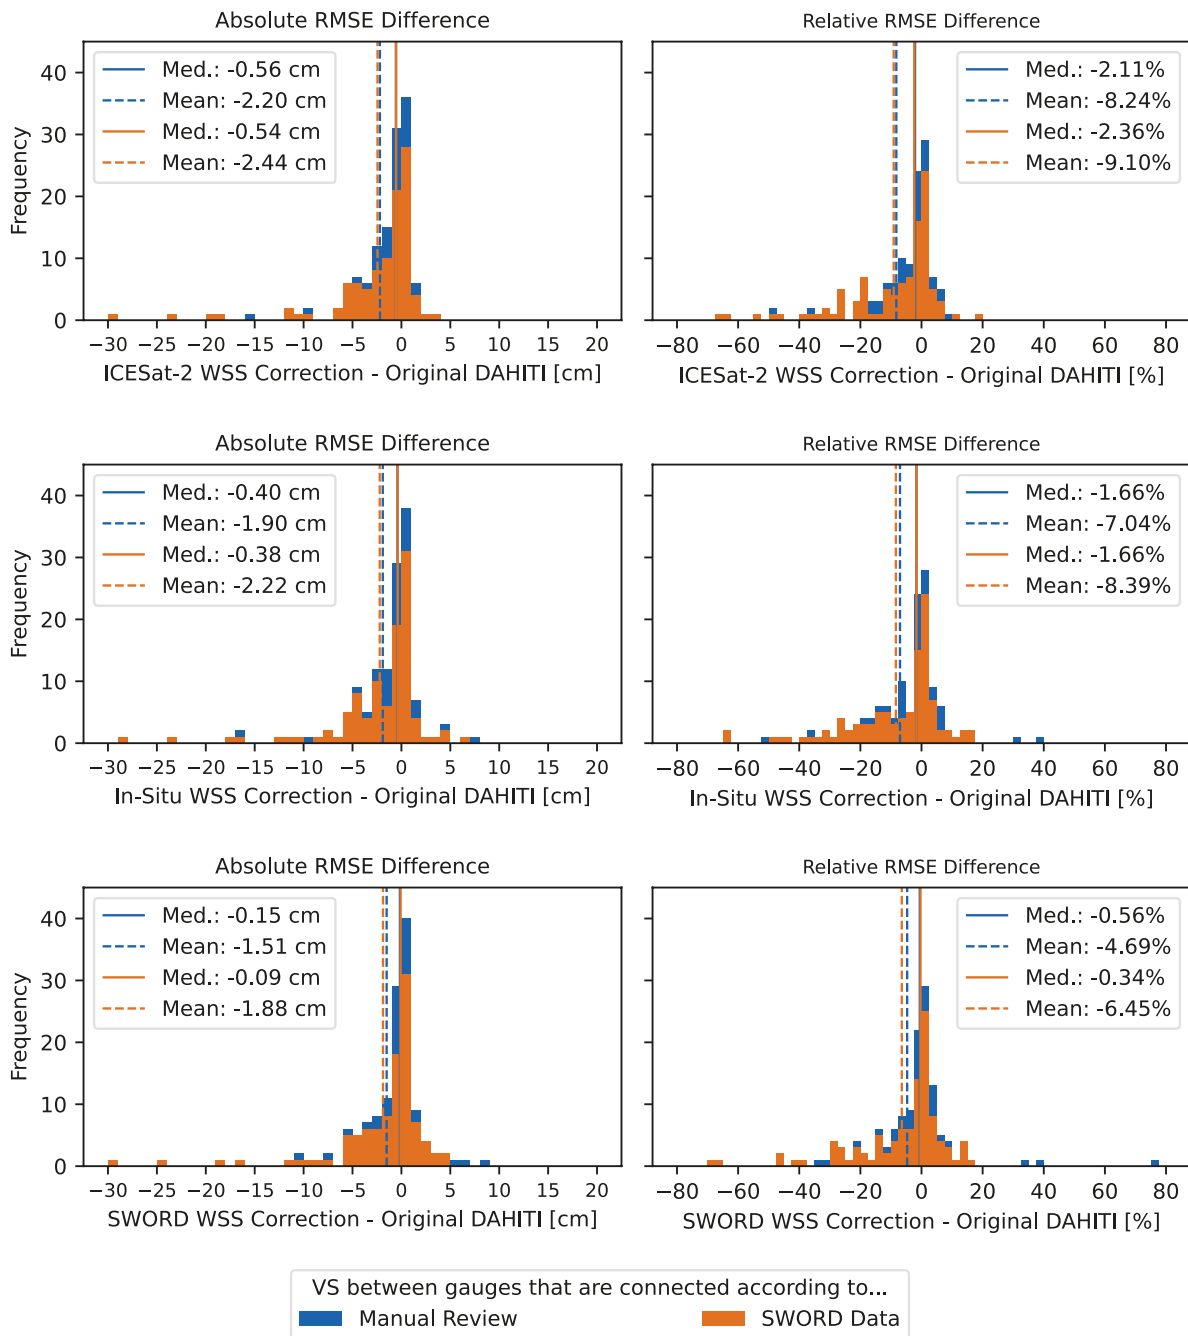 Absolute RMSE Difference
Med.: -0.56 cm
Mean: -2.20 cm
Med.: -0.54 cm
Mean: -2.44 cm
Frequency
40
30
20
10
0
−30 −25 −20 −15 −10 −5 0 5 10 15 20
ICESat-2 WSS Correction - Original DAHITI [cm]
Relative RMSE Difference
Med.: -2.11%
Mean: -8.24%
Med.: -2.36%
Mean: -9.10%
−80 −60 −40 −20 0 20 40 60 80
ICESat-2 WSS Correction - Original DAHITI [%]
Absolute RMSE Difference
Med.: -0.40 cm
Mean: -1.90 cm
Med.: -0.38 cm
Mean: -2.22 cm
Frequency
40
30
20
10
0
−30 −25 −20 −15 −10 −5 0 5 10 15 20
In-Situ WSS Correction - Original DAHITI [cm]
Relative RMSE Difference
Med.: -1.66%
Mean: -7.04%
Med.: -1.66%
Mean: -8.39%
−80 −60 −40 −20 0 20 40 60 80
In-Situ WSS Correction - Original DAHITI [%]
Absolute RMSE Difference
Med.: -0.15 cm
Mean: -1.51 cm
Med.: -0.09 cm
Mean: -1.88 cm
Frequency
40
30
20
10
0
−30 −25 −20 −15 −10 −5 0 5 10 15 20
SWORD WSS Correction - Original DAHITI [cm]
Relative RMSE Difference
Med.: -0.56%
Mean: -4.69%
Med.: -0.34%
Mean: -6.45%
−80 −60 −40 −20 0 20 40 60 80
SWORD WSS Correction - Original DAHITI [%]
VS between gauges that are connected according to...
Manual Review SWORD Data